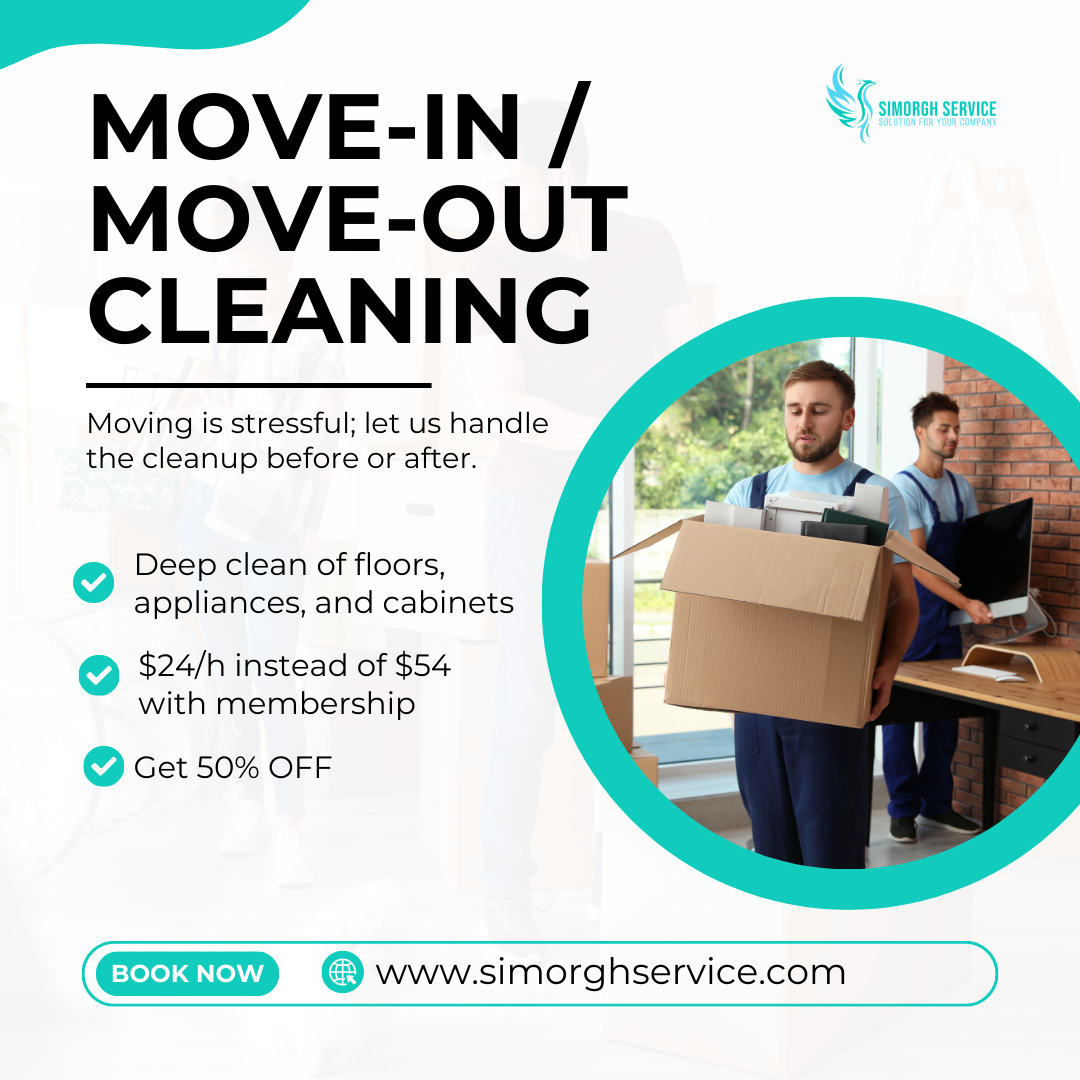 MOVE-IN /
MOVE-OUT
CLEANING
SIMORGH SERVICE
SOLUTION FOR YOUR COMPANY
Moving is stressful; let us handle
the cleanup before or after.
Deep clean of floors,
appliances, and cabinets
$24/h instead of $54
with membership
Get 50% OFF
BOOK NOW
www.simorghservice.com